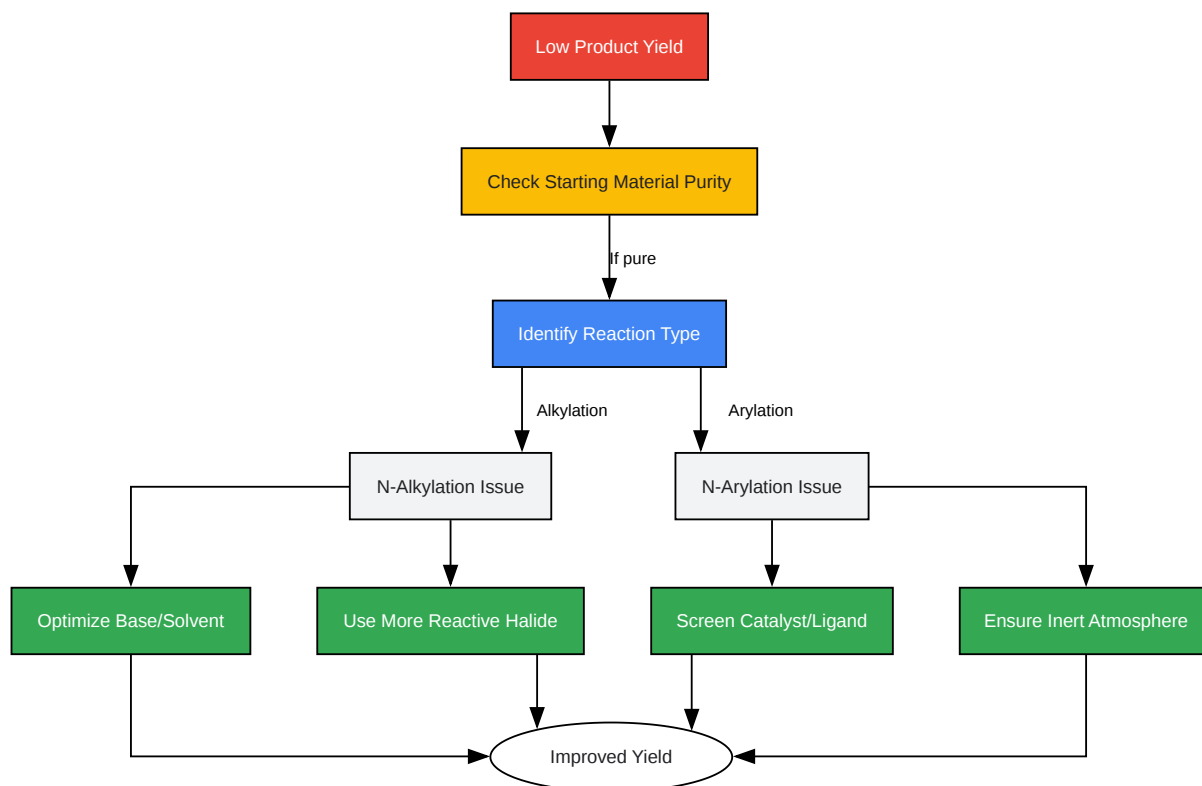 Low Product Yield
Check Starting Material Purity
If pure
Identify Reaction Type
Alkylation
Arylation
N-Alkylation Issue
N-Arylation Issue
Optimize Base/Solvent
Use More Reactive Halide
Screen Catalyst/Ligand
Ensure Inert Atmosphere
Improved Yield